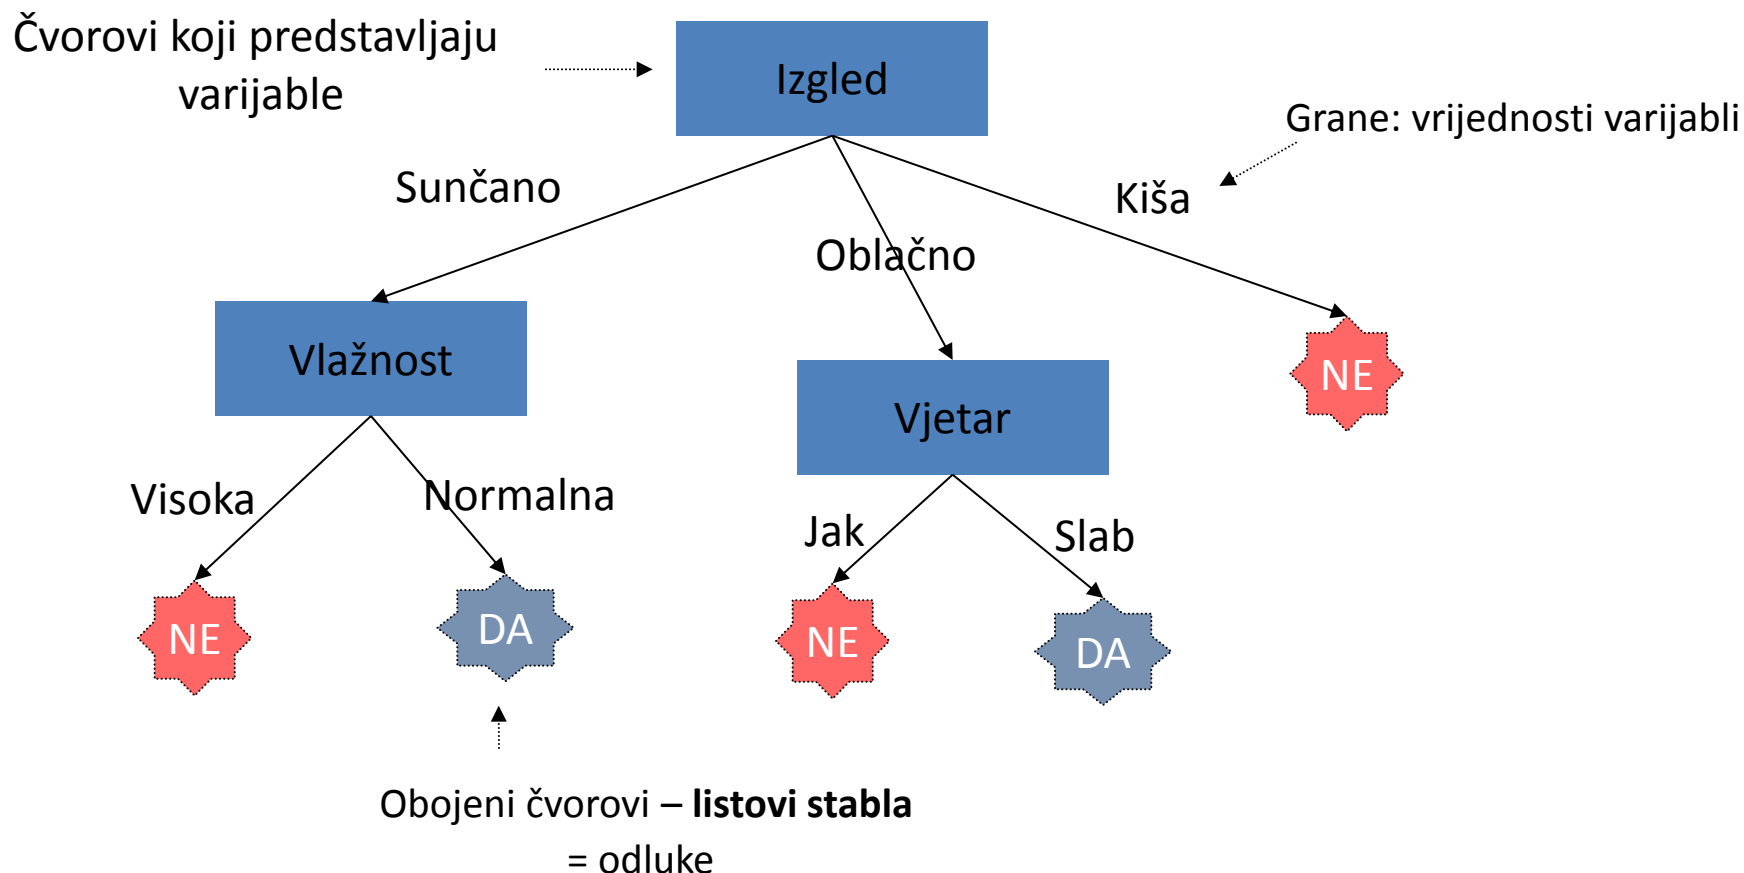 Čvorovi koji predstavljaju
varijable
Izgled
Grane: vrijednosti varijabli
Sunčano
Kiša
Oblačno
Vlažnost
NE
Vjetar
Visoka
Normalna
Jak
Slab
NE
DA
NE
DA
Obojeni čvorovi – listovi stabla
= odluke